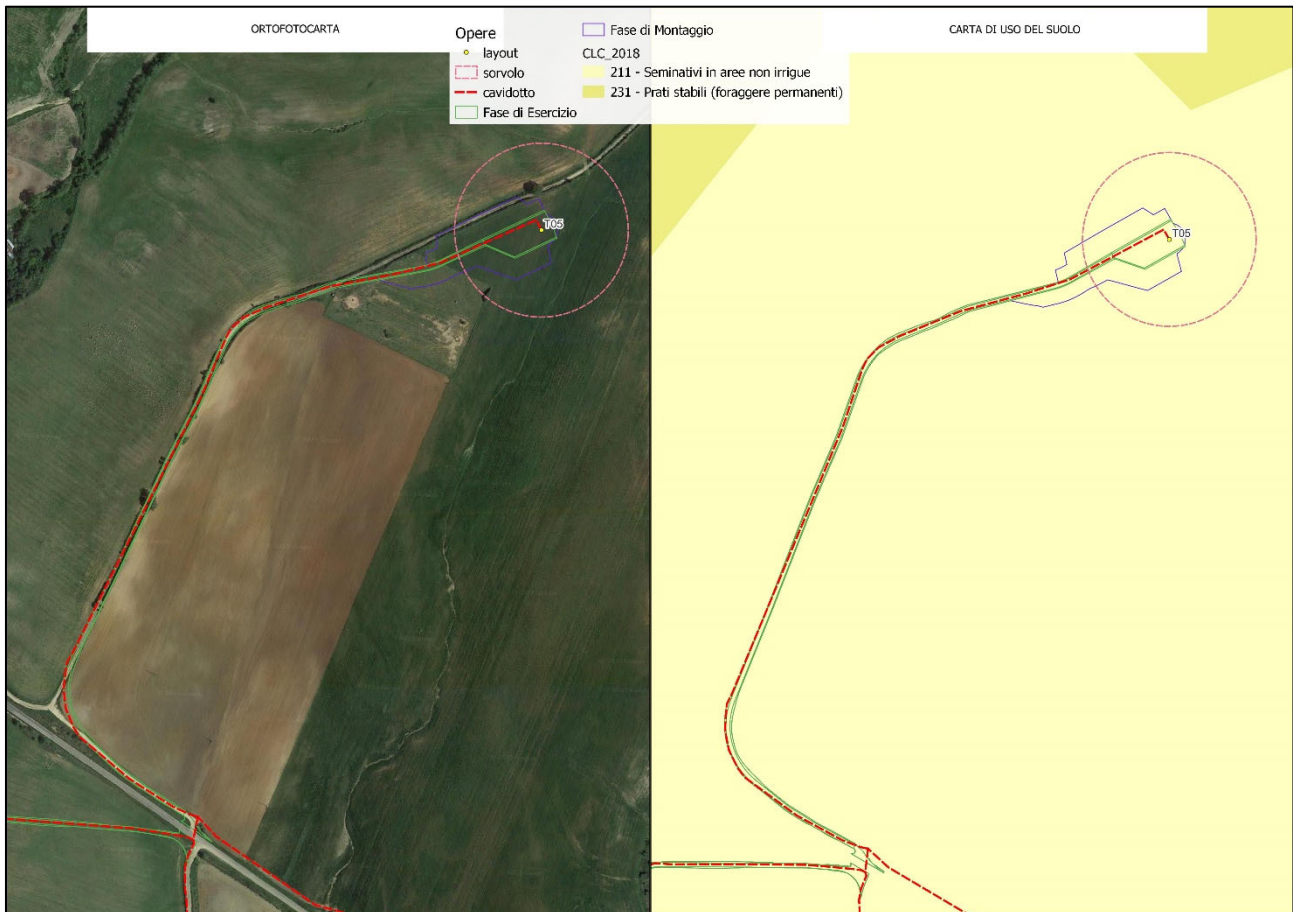 ORTOFOTOCARTA
Opere
layout
sorvolo
cavidotto
Fase di Esercizio
Fase di Montaggio
CLC_2018
211 - Seminativi in aree non irrigue
231 - Prati stabili (foraggere permanenti)
CARTA DI USO DEL SUOLO
T05
T05